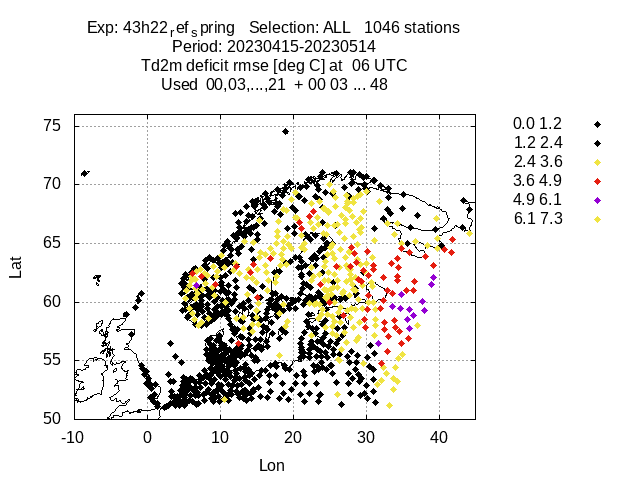 Exp: 43h22refspring   Selection: ALL   1046 stations
Period: 20230415-20230514
Td2m deficit rmse [deg C] at  06 UTC
Used  00,03,...,21  + 00 03 ... 48
75
70
65
60
55
50
-10 0 10 20 30 40
Lat
Lon
0.0 1.2
1.2 2.4
2.4 3.6
3.6 4.9
4.9 6.1
6.1 7.3